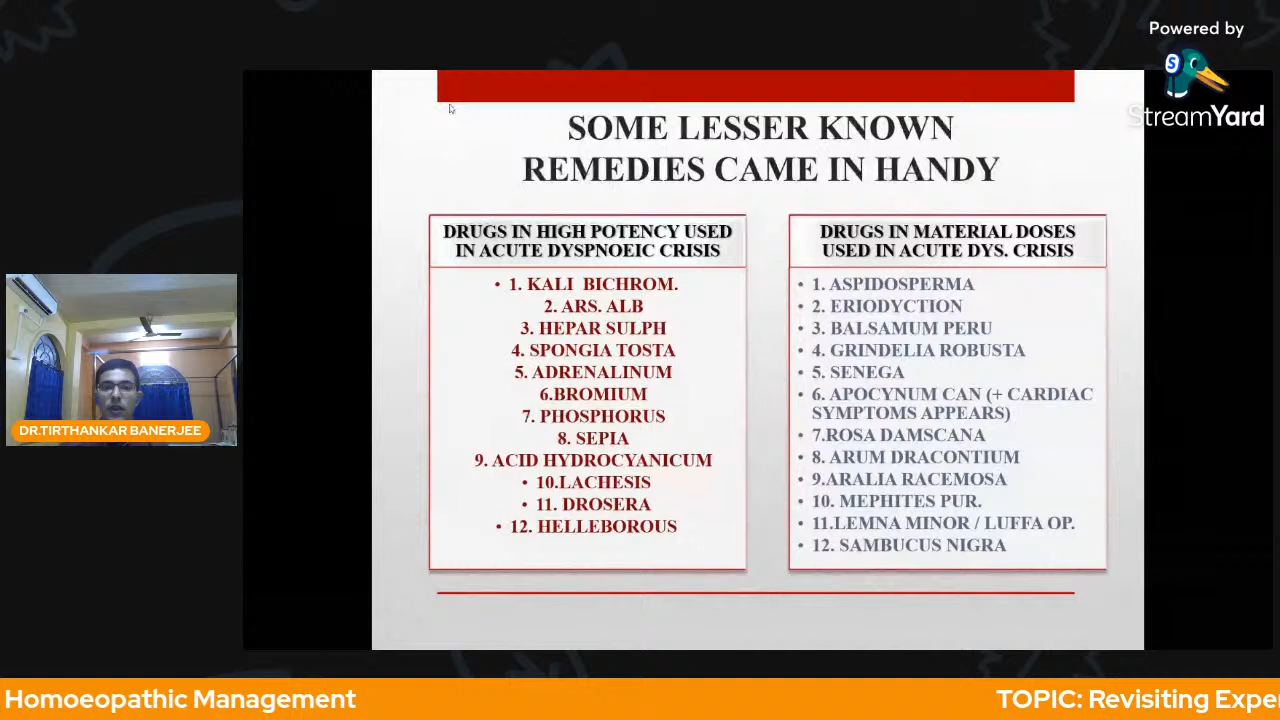 Powered by
StreamYard
SOME LESSER KNOWN
REMEDIES CAME IN HANDY
DRUGS IN HIGH POTENCY USED
IN ACUTE DYSPNOEIC CRISIS
• 1. KALI BICHROM.
2. ARS. ALB
3. HEPAR SULPH
4. SPONGIA TOSTA
5. ADRENALINUM
6.BROMIUM
7. PHOSPHORUS
8. SEPIA
9. ACID HYDROCYANICUM
• 10.LACHESIS
• 11. DROSERA
• 12. HELLEBOROUS
DRUGS IN MATERIAL DOSES
USED IN ACUTE DYS. CRISIS
• 1. ASPIDOSPERMA
• 2. ERIODYCTION
• 3. BALSAMUM PERU
• 4. GRINDELIA ROBUSTA
• 5. SENEGA
• 6. APOCYNUM CAN (+ CARDIAC
SYMPTOMS APPEARS)
• 7.ROSA DAMSCANA
• 8. ARUM DRACONTIUM
• 9.ARALIA RACEMOSA
• 10. MEPHITES PUR.
• 11.LEMNA MINOR / LUFFA OP.
• 12. SAMBUCUS NIGRA
DR.TIRTHANKAR BANERJEE
Homoeopathic Management
TOPIC: Revisiting Exper